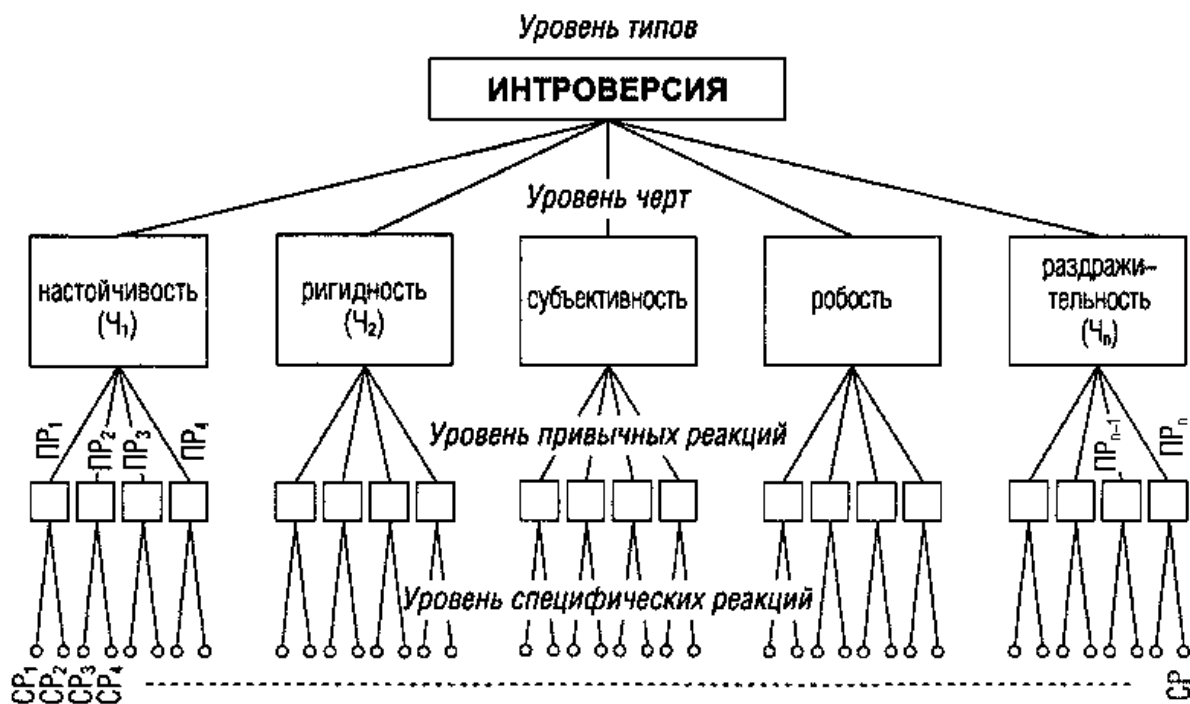 Уровень типов
ИНТРОВЕРСИЯ
Уровень черт
настойчивость
(Ч₁)
ригидность
(Ч₂)
субъективность
робость
раздражи–
тельность
(Чₙ)
ПР₁
ПР₂
ПР₃
ПР₄
Уровень привычных реакций
ПРₙ₋₁
ПРₙ
Уровень специфических реакций
СР₁
СР₂
СР₃
СР₄
СРₙ